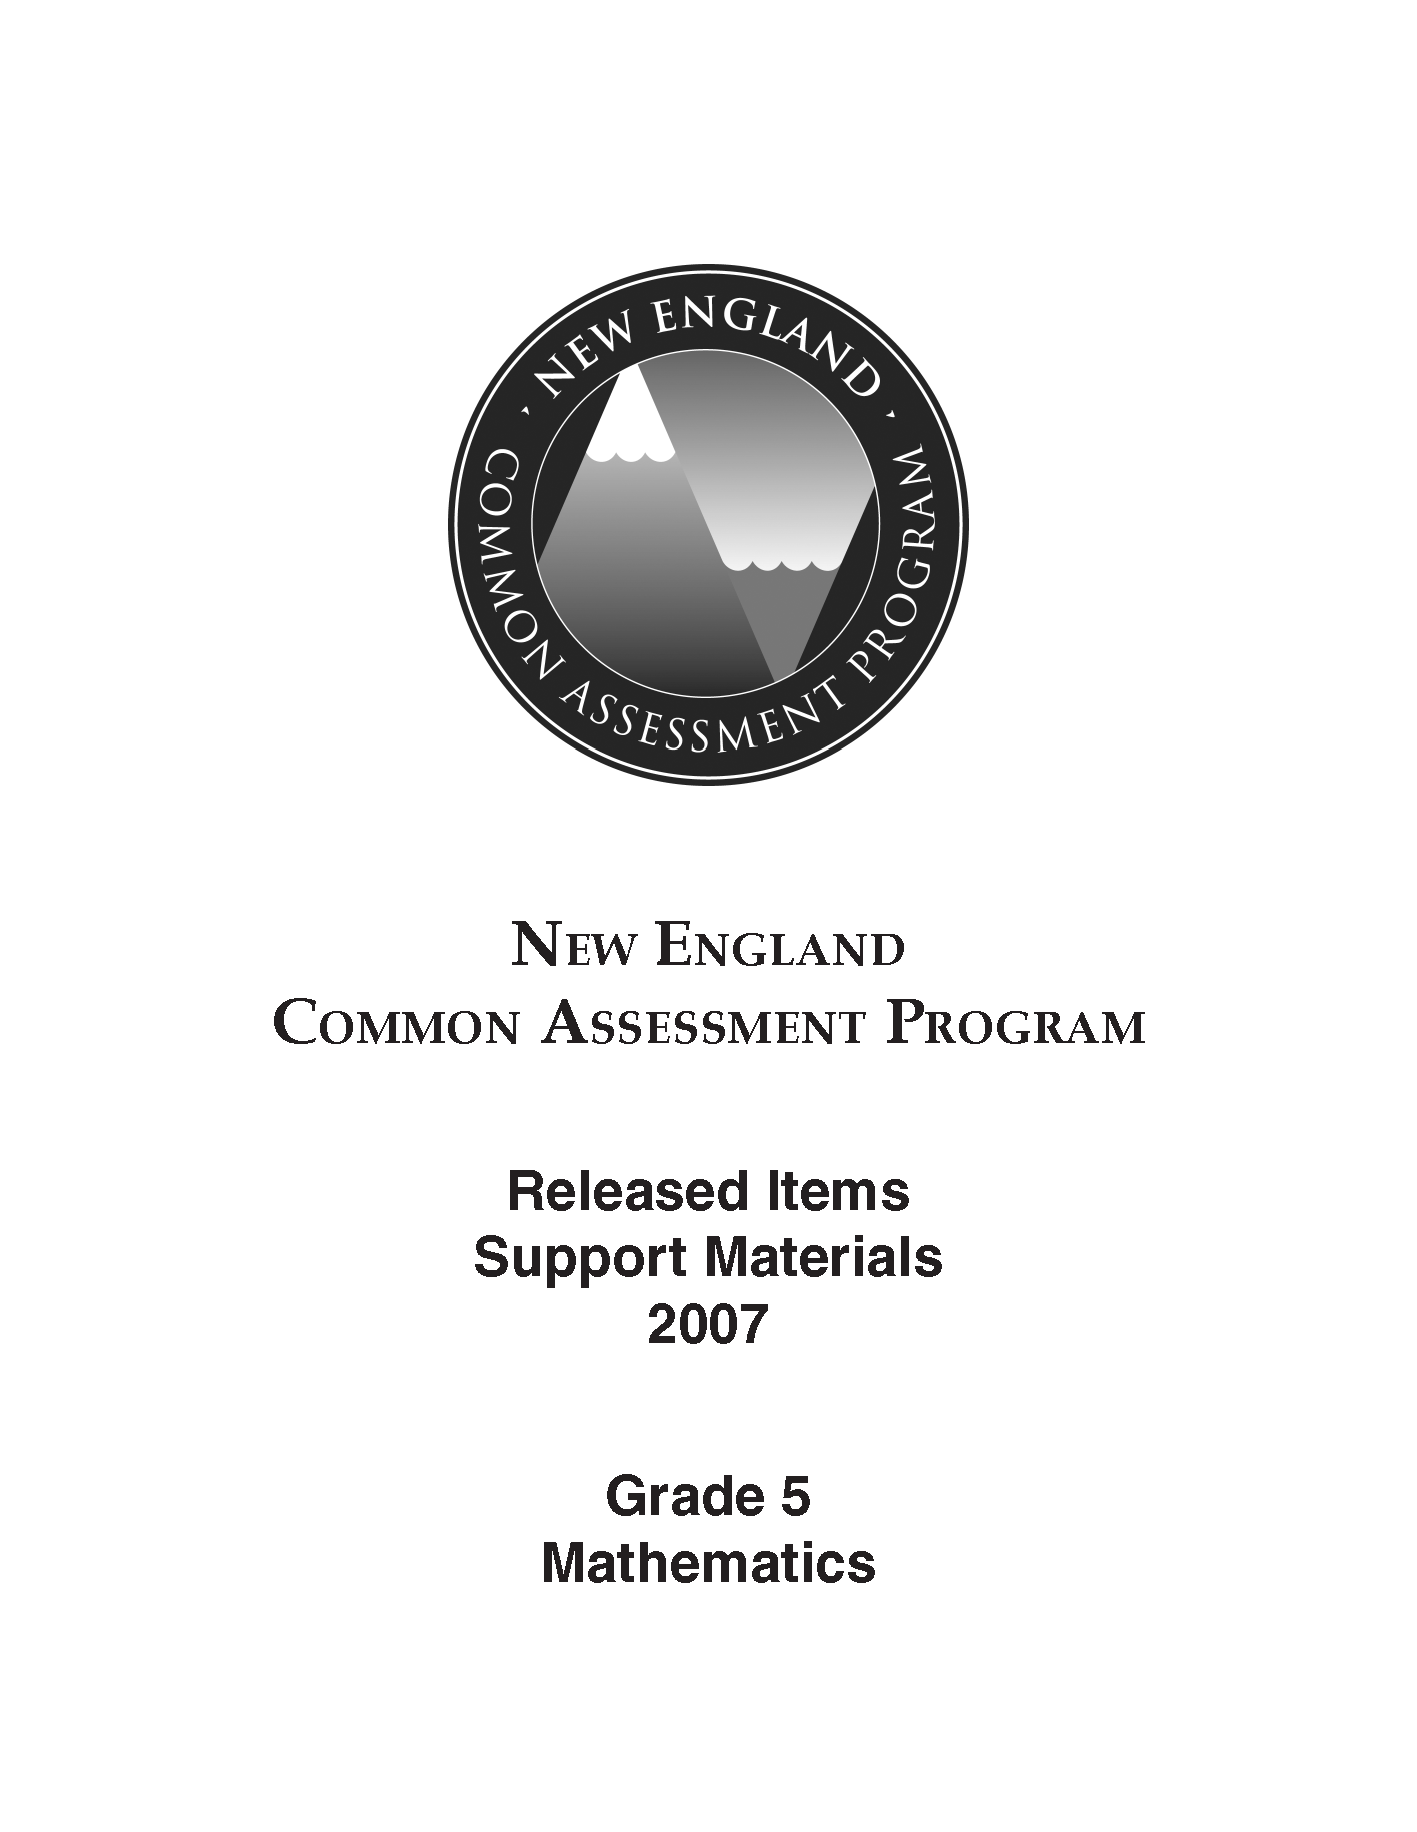 · NEW ENGLAND ·
COMMON ASSESSMENT PROGRAM
NEW ENGLAND
COMMON ASSESSMENT PROGRAM
Released Items
Support Materials
2007
Grade 5
Mathematics